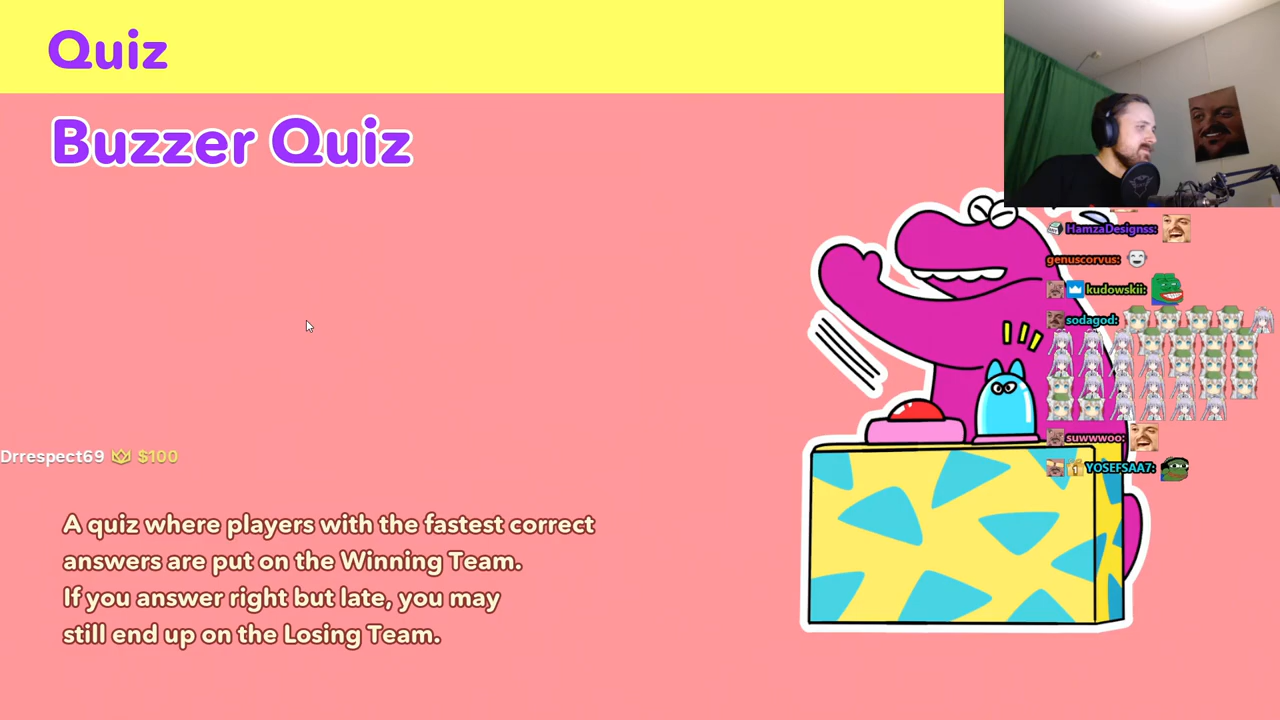 Quiz
Buzzer Quiz
HamzaDesignss:
genuscorvus:
kudowskii:
sodagod:
suwwwoo:
YOSEFSAA7:
Drrespect69 $100
A quiz where players with the fastest correct
answers are put on the Winning Team.
If you answer right but late, you may
still end up on the Losing Team.